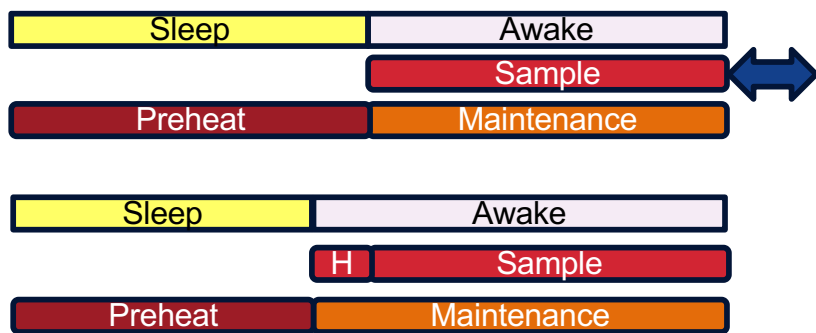 Sleep Awake
Sample
Preheat Maintenance
Sleep Awake
H Sample
Preheat Maintenance